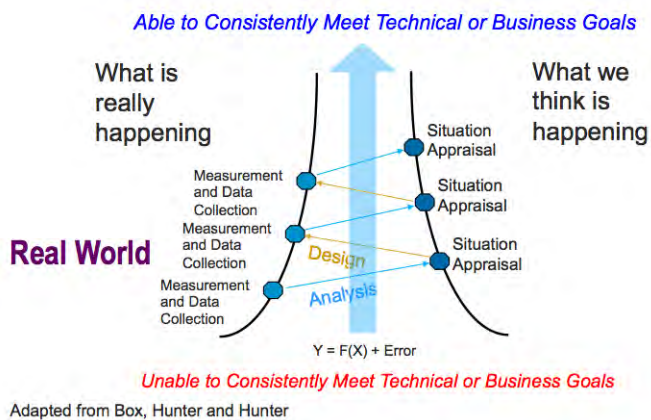 Able to Consistently Meet Technical or Business Goals
What is
really
happening
What we
think is
happening
Situation
Appraisal
Measurement
and Data
Collection
Situation
Appraisal
Measurement
and Data
Collection
Real World
Design
Situation
Appraisal
Measurement
and Data
Collection
Analysis
Y = F(X) + Error
Unable to Consistently Meet Technical or Business Goals
Adapted from Box, Hunter and Hunter